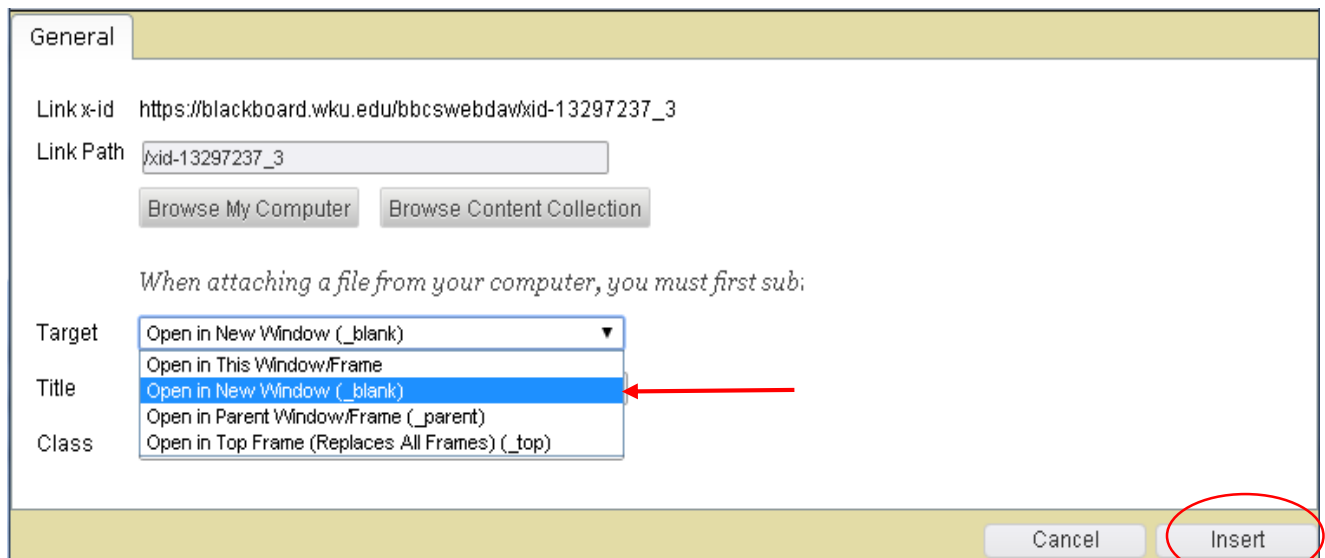 General
Link x-id https://blackboard.wku.edu/bbcswebdav/xid-13297237_3
Link Path /xid-13297237_3
Browse My Computer Browse Content Collection
When attaching a file from your computer, you must first
Target Open in New Window (_blank)
Open in This Window/Frame
Title Open in New Window (_blank)
Open in Parent Window/Frame (_parent)
Class Open in Top Frame (Replaces All Frames) (_top)
Cancel Insert